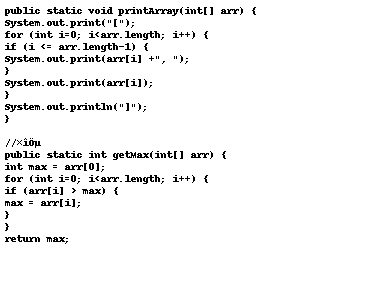 public static void printArray(int[] arr) {
System.out.print("[");
for (int i=0; i<arr.length; i++) {
if (i <= arr.length-1) {
System.out.print(arr[i] +", ");
}
System.out.print(arr[i]);
}
System.out.println("]");
}
//×îÖµ
public static int getMax(int[] arr) {
int max = arr[0];
for (int i=0; i<arr.length; i++) {
if (arr[i] > max) {
max = arr[i];
}
}
return max;